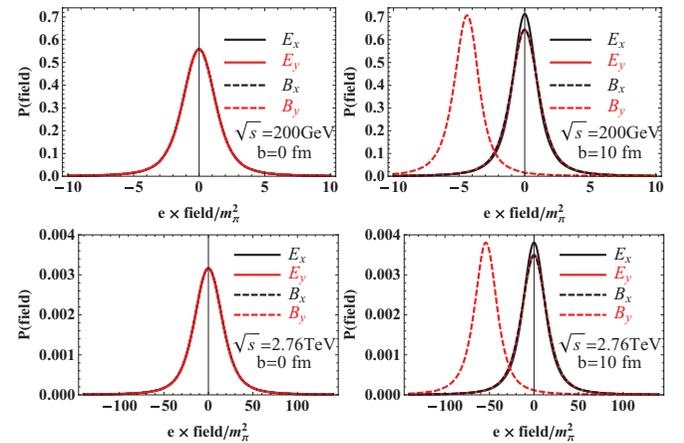 0.7
0.6
0.5
0.4
0.3
0.2
0.1
0.0
P(field)
E_x
E_y
B_x
B_y
√s =200GeV
b=0 fm
−10 −5 0 5 10
e × field/m_π^2
0.7
0.6
0.5
0.4
0.3
0.2
0.1
0.0
P(field)
E_x
E_y
B_x
B_y
√s =200GeV
b=10 fm
−10 −5 0 5 10
e × field/m_π^2
0.004
0.003
0.002
0.001
0.000
P(field)
E_x
E_y
B_x
B_y
√s =2.76TeV
b=0 fm
−100 −50 0 50 100
e × field/m_π^2
0.004
0.003
0.002
0.001
0.000
P(field)
E_x
E_y
B_x
B_y
√s =2.76TeV
b=10 fm
−100 −50 0 50 100
e × field/m_π^2